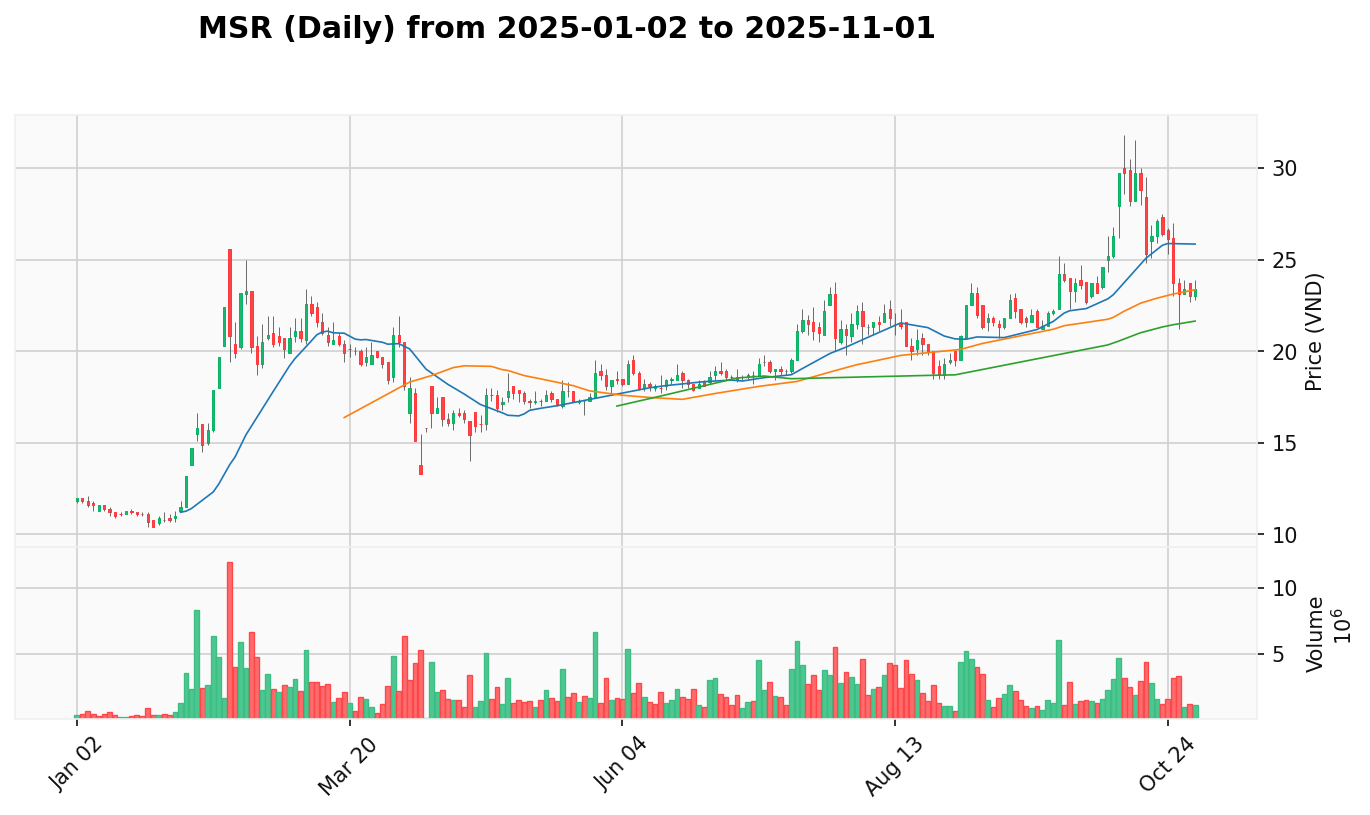 MSR (Daily) from 2025-01-02 to 2025-11-01
30
25
20
15
10
Price (VND)
10
5
Volume
10⁶
Jan 02
Mar 20
Jun 04
Aug 13
Oct 24